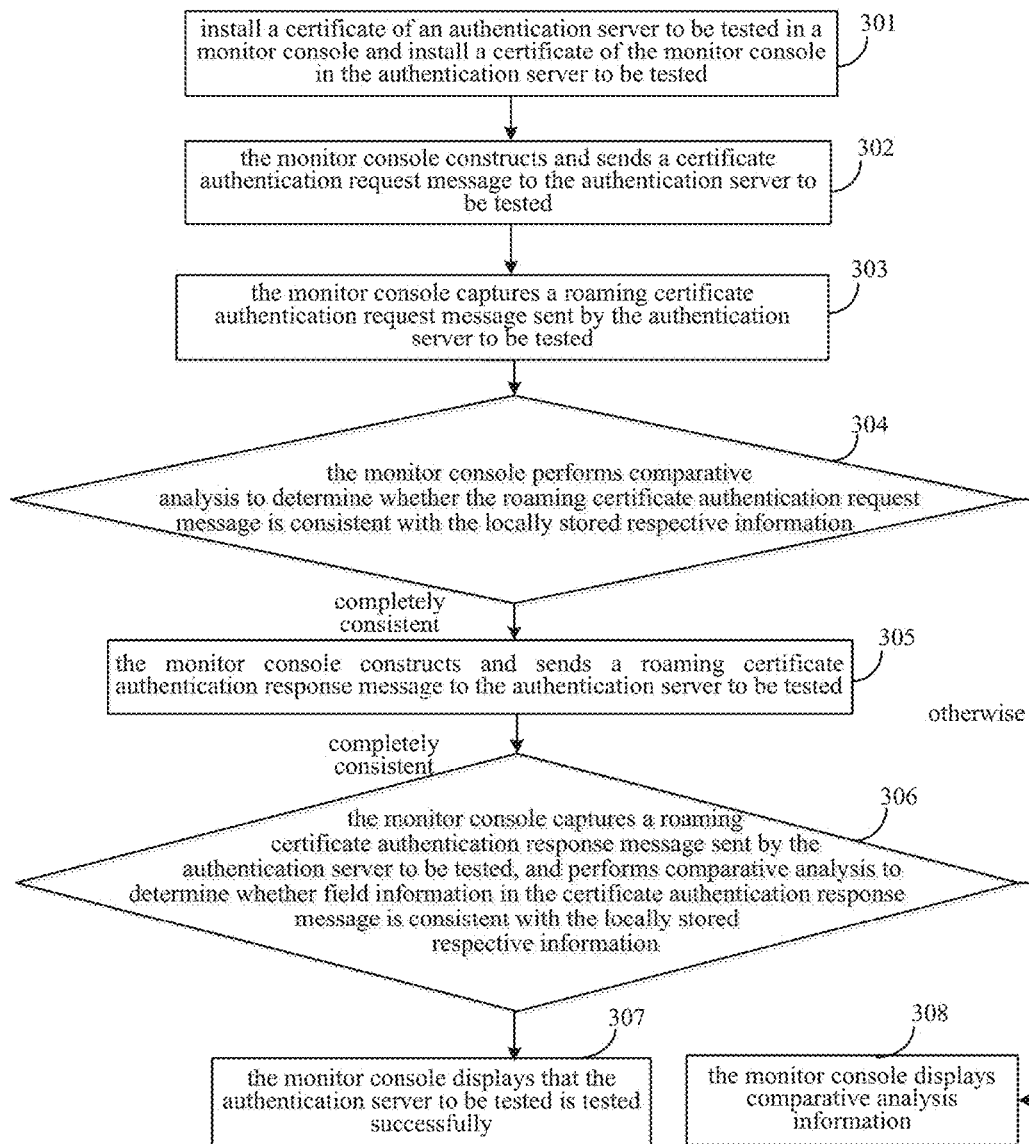 install a certificate of an authentication server to be tested in a
monitor console and install a certificate of the monitor console
in the authentication server to be tested
301
the monitor console constructs and sends a certificate
authentication request message to the authentication server to
be tested
302
the monitor console captures a roaming certificate
authentication request message sent by the authentication
server to be tested
303
304
the monitor console performs comparative
analysis to determine whether the roaming certificate authentication request
message is consistent with the locally stored respective information
completely
consistent
305
the monitor console constructs and sends a roaming certificate
authentication response message to the authentication server to be tested
otherwise
completely
consistent
306
the monitor console captures a roaming
certificate authentication response message sent by the
authentication server to be tested, and performs comparative analysis to
determine whether field information in the certificate authentication response
message is consistent with the locally stored
respective information
307
the monitor console displays that the
authentication server to be tested is tested
successfully
308
the monitor console displays
comparative analysis
information